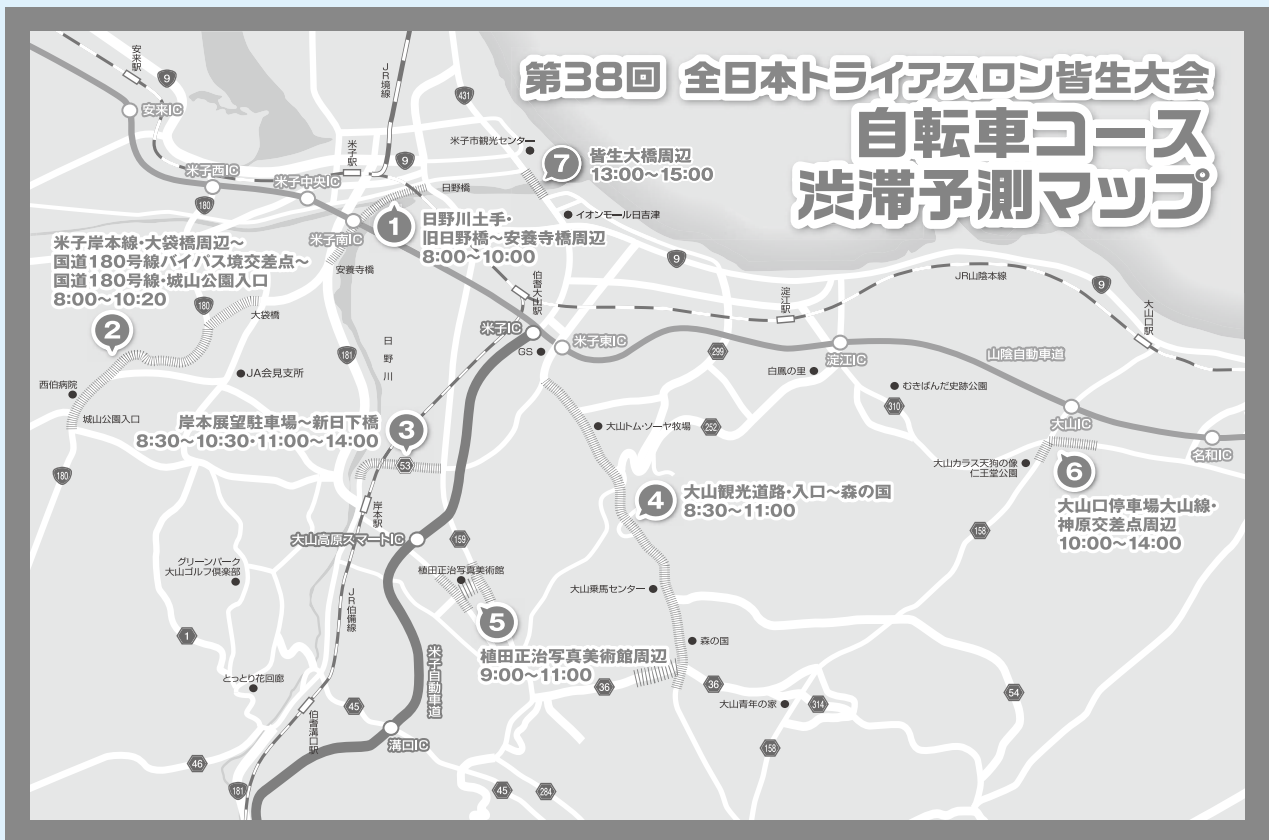 第38回 全日本トライアスロン皆生大会
自転車コース
渋滞予測マップ
安来駅
9
安来IC
JR境線
431
米子市観光センター
7
皆生大橋周辺
13:00〜15:00
米子駅
9
米子西IC
米子中央IC
日野橋
180
イオンモール日吉津
米子南IC
1
日野川土手・
旧日野橋〜安養寺橋周辺
8:00〜10:00
米子岸本線・大袋橋周辺〜
国道180号線バイパス境交差点〜
国道180号線・城山公園入口
8:00〜10:20
安養寺橋
9
JR山陰本線
9
伯耆大山駅
淀江駅
大山口駅
180
大袋橋
2
米子IC
米子東IC
GS
181
日野川
299
淀江IC
山陰自動車道
白鳳の里
むきばんだ史跡公園
310
JA会見支所
西伯病院
城山公園入口
岸本展望駐車場〜新日下橋
8:30〜10:30・11:00〜14:00
3
大山トム・ソーヤ牧場
252
大山IC
名和IC
53
180
大山カラス天狗の像
仁王堂公園
6
大山口停車場大山線・
神原交差点周辺
10:00〜14:00
4
大山観光道路・入口〜森の国
8:30〜11:00
岸本駅
大山高原スマートIC
159
158
グリーンパーク
大山ゴルフ倶楽部
植田正治写真美術館
JR伯備線
大山乗馬センター
5
植田正治写真美術館周辺
9:00〜11:00
1
森の国
米子自動車道
とっとり花回廊
36
36
54
45
大山青年の家
314
伯耆溝口駅
溝口IC
158
46
181
45
284